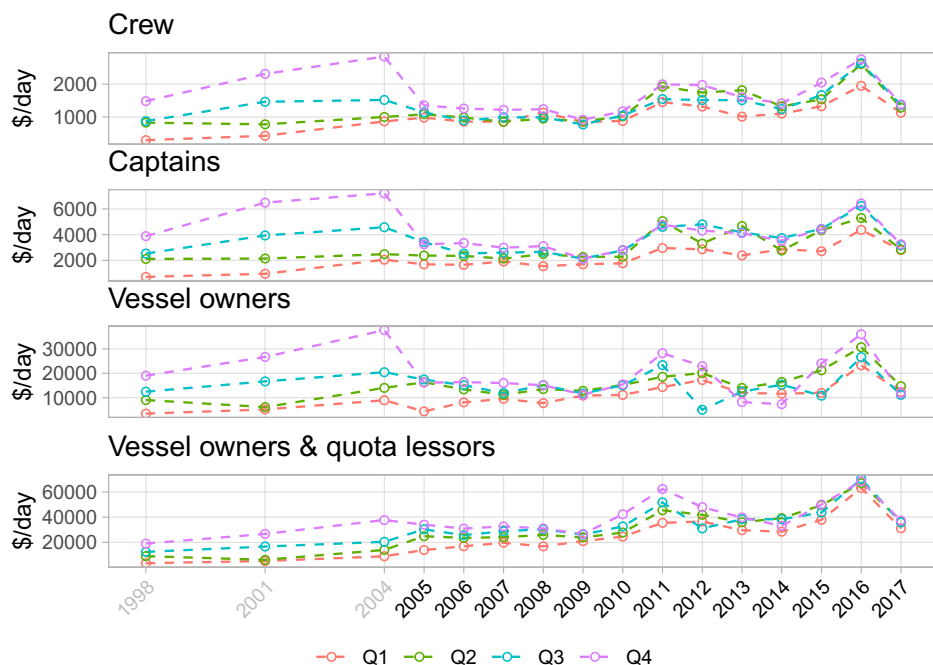 Crew
$/day
2000
1000
Captains
$/day
6000
4000
2000
Vessel owners
$/day
30000
20000
10000
Vessel owners & quota lessors
$/day
60000
40000
20000
1998 2001 2004 2005 2006 2007 2008 2009 2010 2011 2012 2013 2014 2015 2016 2017
Q1 Q2 Q3 Q4